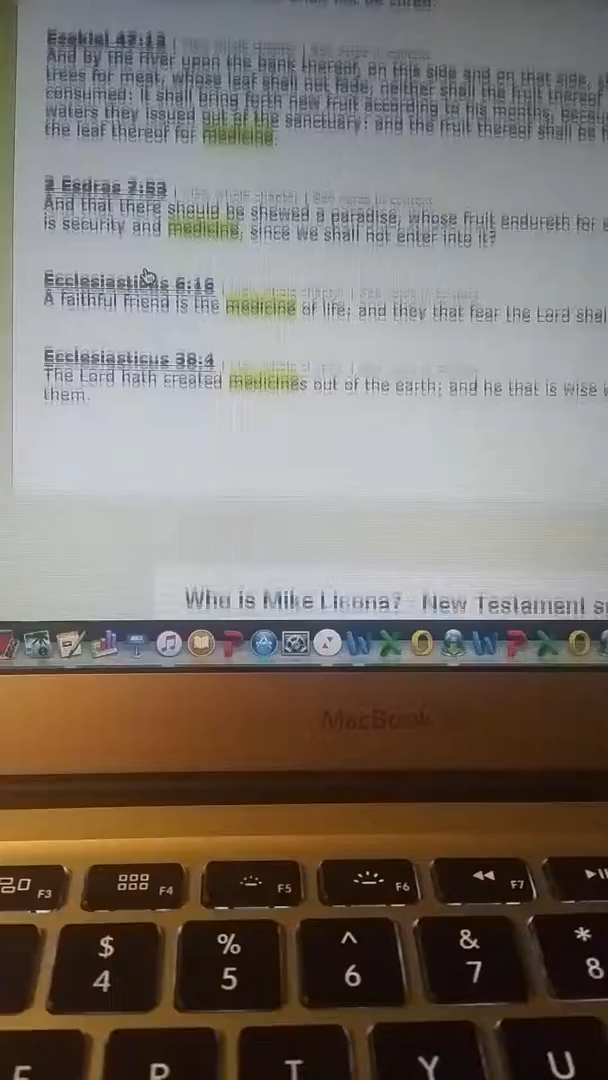 Ezekiel 47:12 |
And by the river upon the bank thereof, on this side and on that side,
trees for meat, whose leaf shall not fade, neither shall the fruit thereof
consumed: it shall bring forth new fruit according to his months, because
waters they issued out of the sanctuary: and the fruit thereof shall be
the leaf thereof for medicine.
2 Esdras 7:53 | view whole chapter | See verse in context
And that there should be shewed a paradise, whose fruit endureth for
is security and medicine, since we shall not enter into it?
Ecclesiasticus 6:16
A faithful friend is the medicine of life; and they that fear the Lord
Ecclesiasticus 38:4
The Lord hath created medicines out of the earth; and he that is wise
them.
Who is Mike Licona? - New Testament
MacBook
F3 F4 F5 F6 F7
$ % ^ & *
4 5 6 7 8
R T Y U